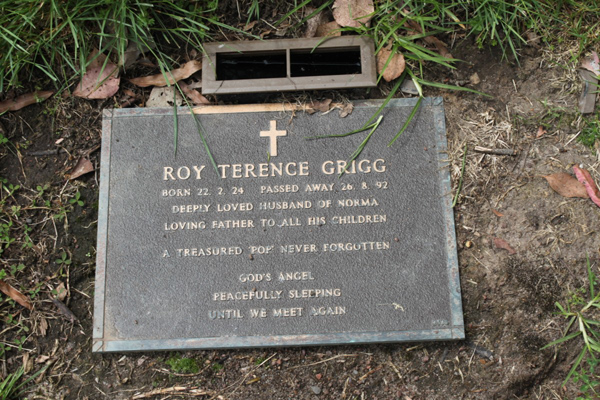 ROY TERENCE GRIGG
BORN 22 2 24 PASSED AWAY 26 8 92
DEEPLY LOVED HUSBAND OF NORMA
LOVING FATHER TO ALL HIS CHILDREN
A TREASURED 'POP' NEVER FORGOTTEN
GOD'S ANGEL
PEACEFULLY SLEEPING
UNTIL WE MEET AGAIN